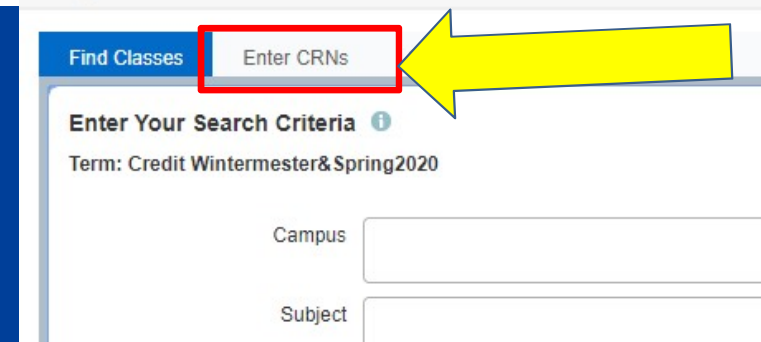 Find Classes Enter CRNs
Enter Your Search Criteria
Term: Credit Wintermester&Spring2020
Campus
Subject